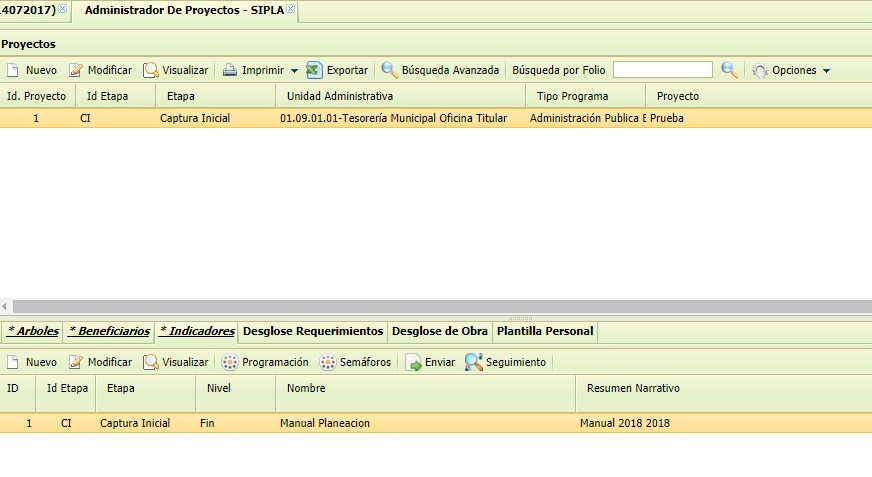 14072017) Administrador De Proyectos - SIPLA
Proyectos
Nuevo Modificar Visualizar Imprimir Exportar Búsqueda Avanzada Búsqueda por Folio Opciones
Id. Proyecto Id Etapa Etapa Unidad Administrativa Tipo Programa Proyecto
1 CI Captura Inicial 01.09.01.01-Tesorería Municipal Oficina Titular Administración Publica E Prueba
* Arboles * Beneficiarios * Indicadores Desglose Requerimientos Desglose de Obra Plantilla Personal
Nuevo Modificar Visualizar Programación Semáforos Enviar Seguimiento
ID Id Etapa Etapa Nivel Nombre Resumen Narrativo
1 CI Captura Inicial Fin Manual Planeacion Manual 2018 2018